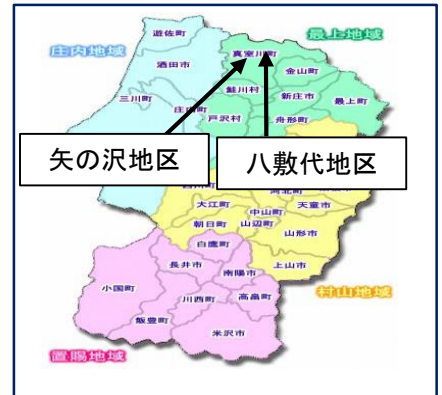 庄内地域
最上地域
遊佐町
真室川町
酒田市
金山町
鮭川村
新庄市
三川町
最上町
庄内町
戸沢村
舟形町
矢の沢地区
八敷代地区
大江町
天童市
中山町
朝日町
山辺町
山形市
白鷹町
上山市
長井市
南陽市
村山地域
小国町
川西町
高畠町
飯豊町
米沢市
置賜地域